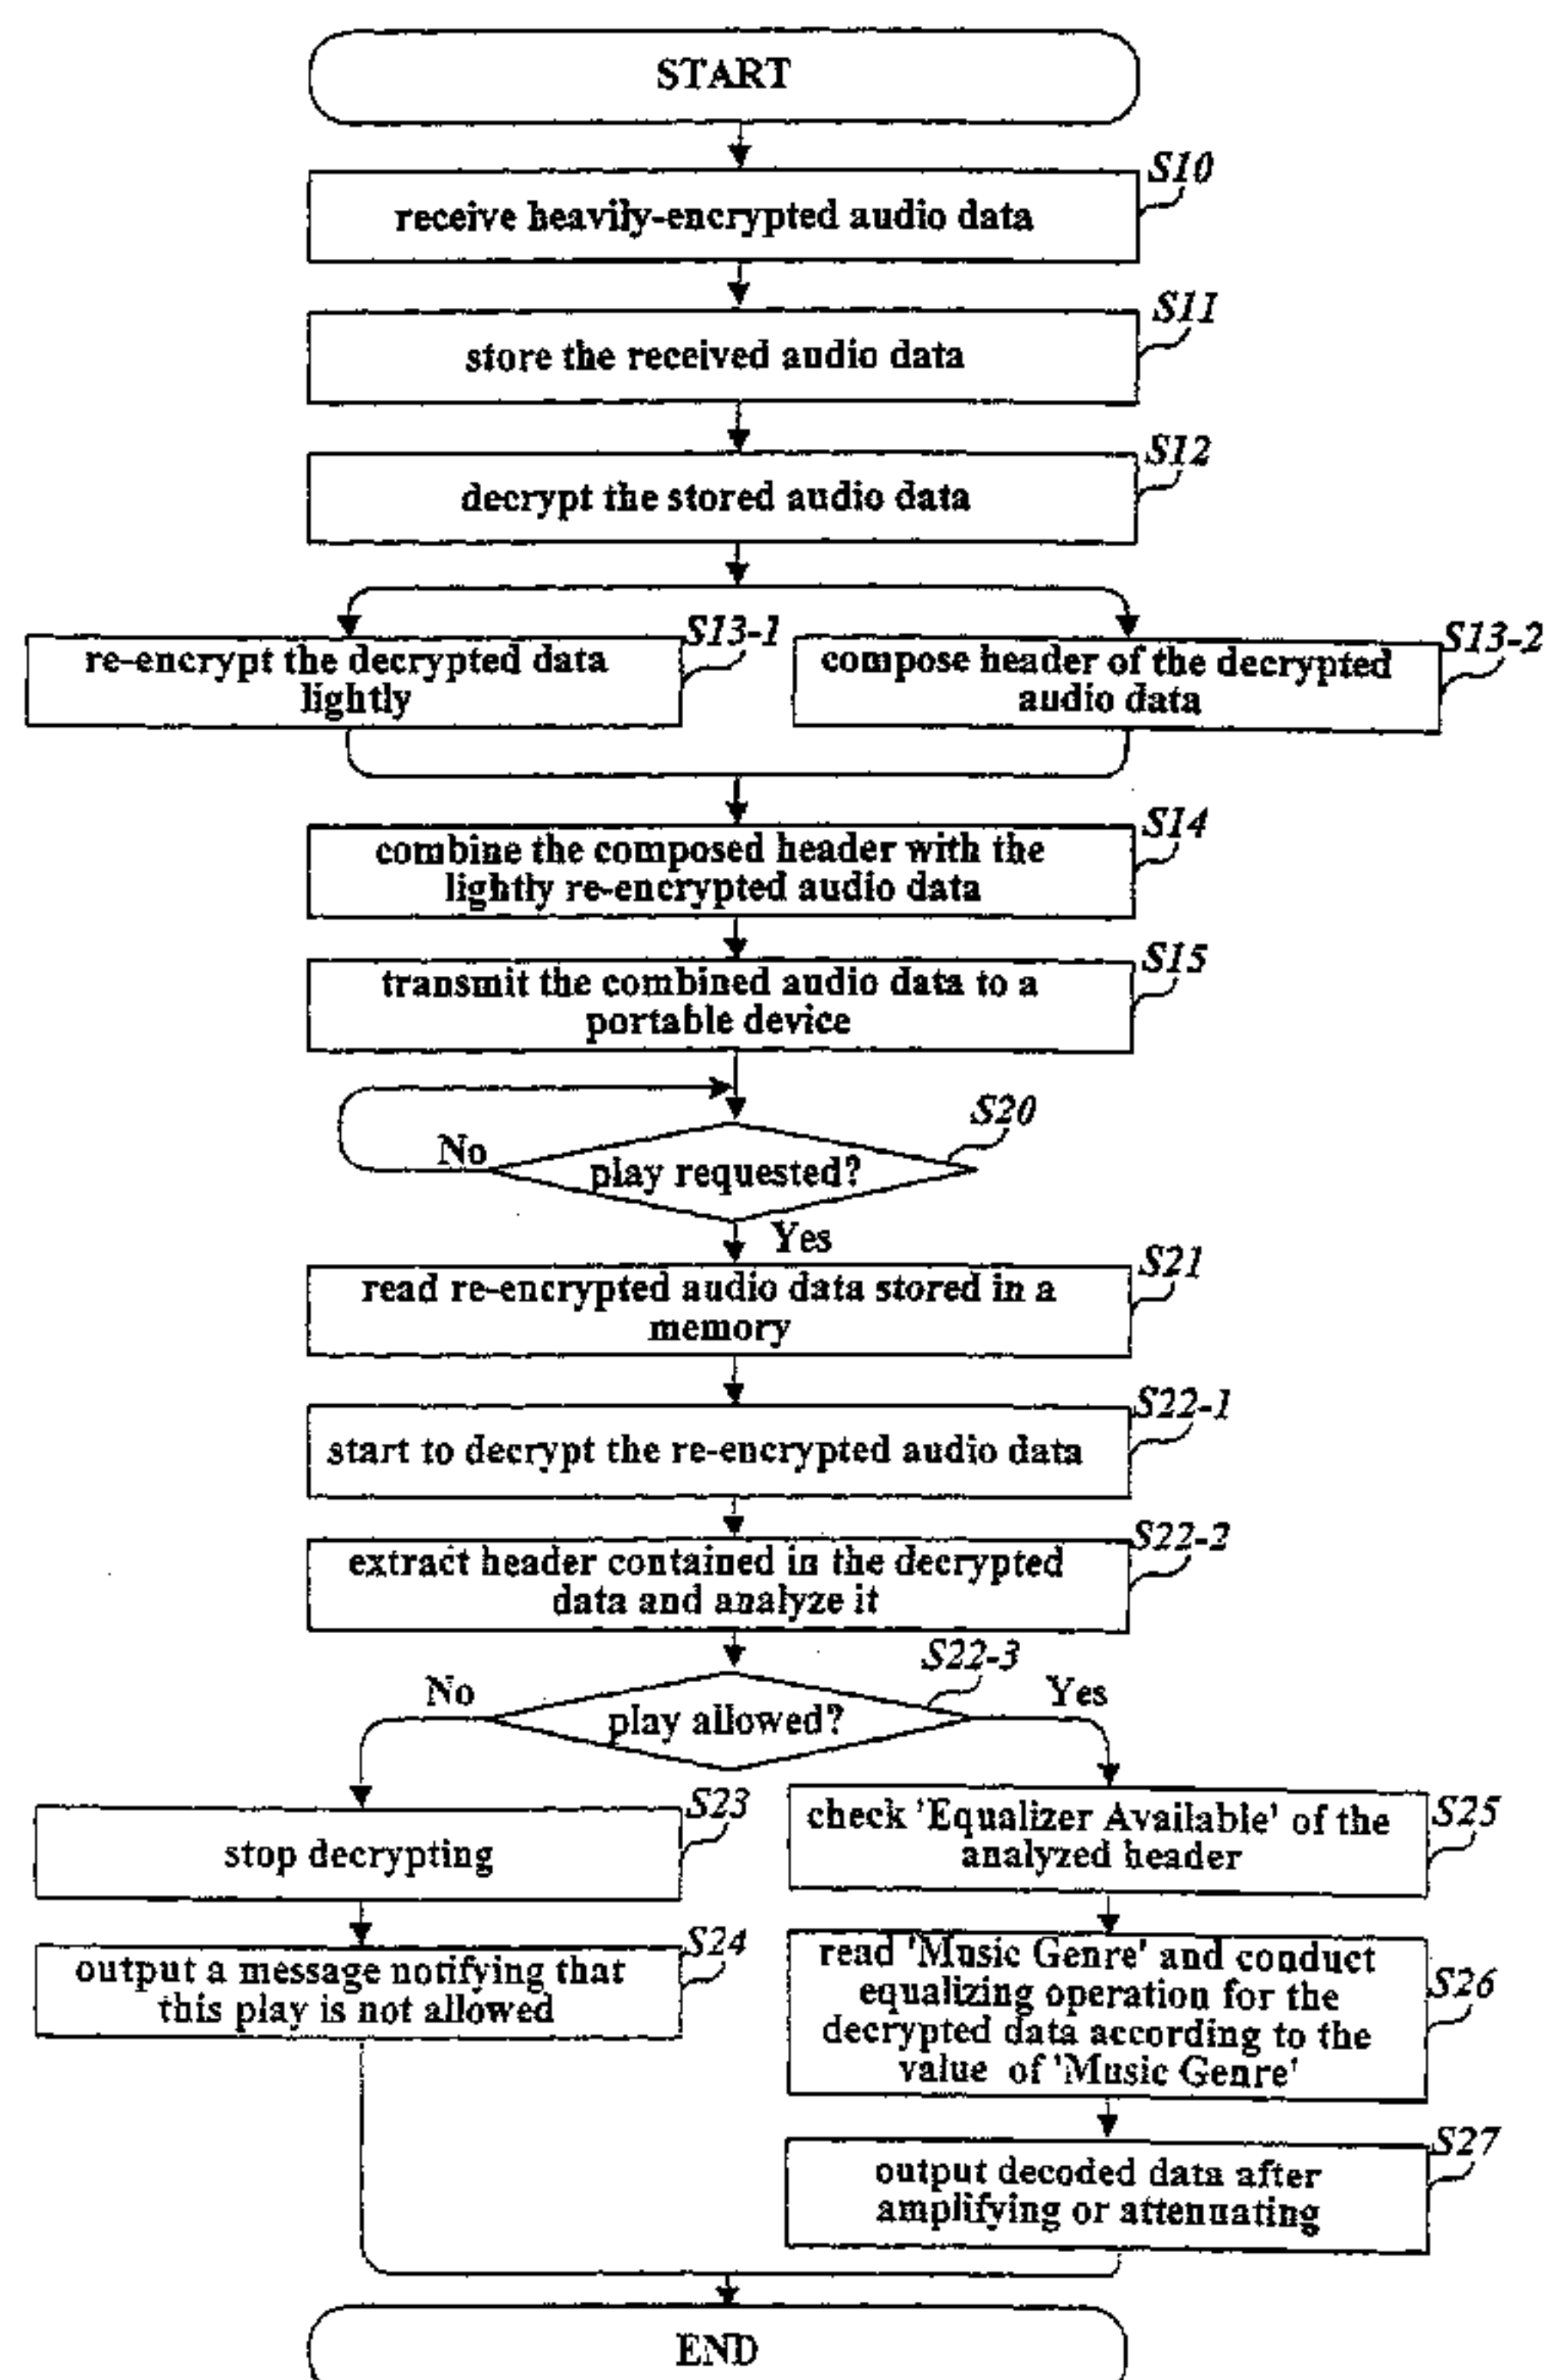 START
S10
receive heavily-encrypted audio data
S11
store the received audio data
S12
decrypt the stored audio data
S13-1
re-encrypt the decrypted data
lightly
S13-2
compose header of the decrypted
audio data
S14
combine the composed header with the
lightly re-encrypted audio data
S15
transmit the combined audio data to a
portable device
S20
No
play requested?
Yes
S21
read re-encrypted audio data stored in a
memory
S22-1
start to decrypt the re-encrypted audio data
S22-2
extract header contained in the decrypted
data and analyze it
S22-3
No
play allowed?
Yes
S23
stop decrypting
S25
check 'Equalizer Available' of the
analyzed header
S24
output a message notifying that
this play is not allowed
S26
read 'Music Genre' and conduct
equalizing operation for the
decrypted data according to the
value of 'Music Genre'
S27
output decoded data after
amplifying or attenuating
END